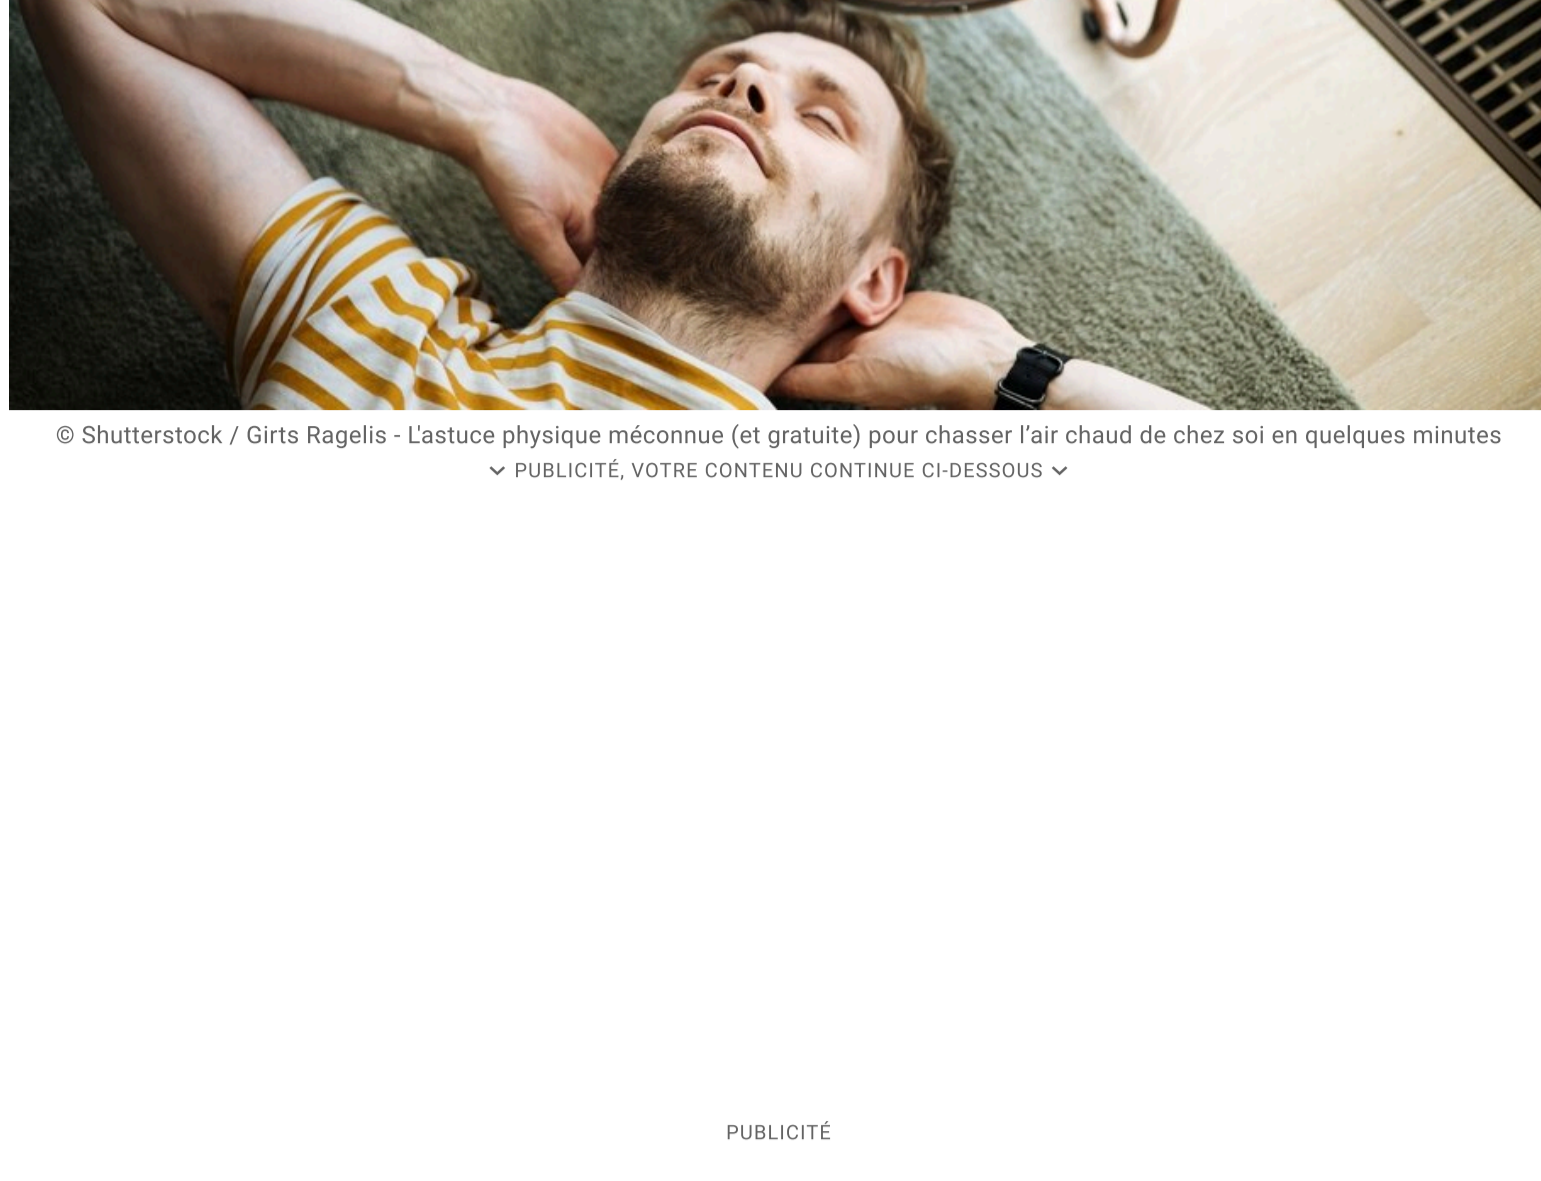 © Shutterstock / Girts Ragelis - L'astuce physique méconnue (et gratuite) pour chasser l’air chaud de chez soi en quelques minutes
PUBLICITÉ, VOTRE CONTENU CONTINUE CI-DESSOUS
PUBLICITÉ